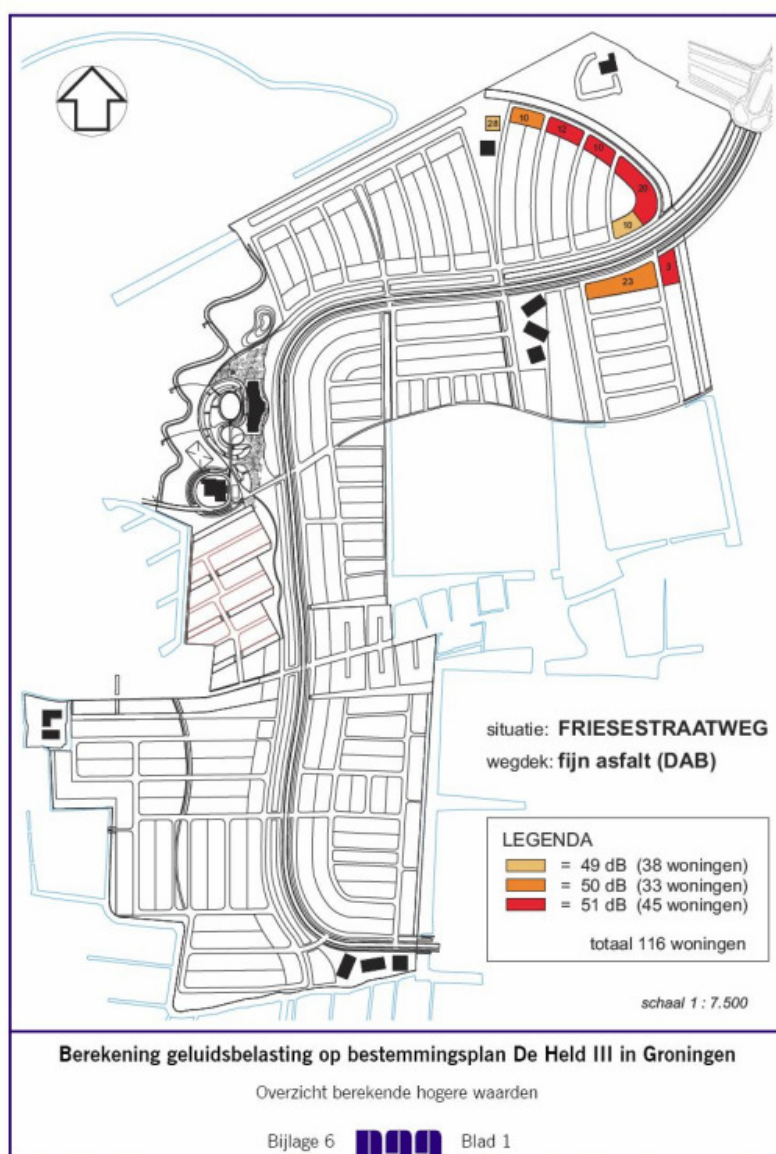 28
10
12
10
20
10
23
3
situatie: FRIESESTRAATWEG
wegdek: fijn asfalt (DAB)
LEGENDA
= 49 dB (38 woningen)
= 50 dB (33 woningen)
= 51 dB (45 woningen)
totaal 116 woningen
schaal 1 : 7.500
Berekening geluidsbelasting op bestemmingsplan De Held III in Groningen
Overzicht berekende hogere waarden
Bijlage 6 Blad 1